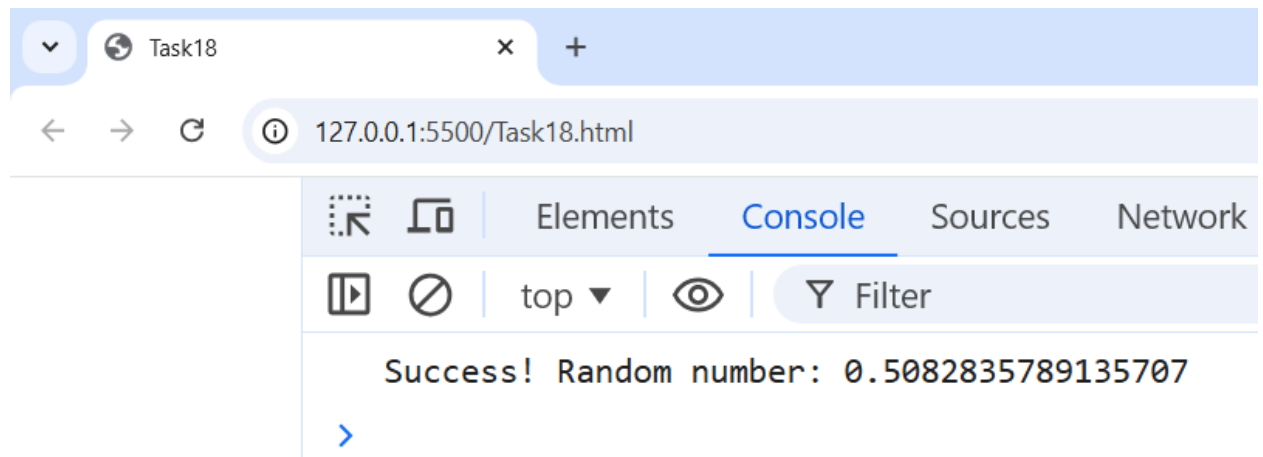 Task18
127.0.0.1:5500/Task18.html
Elements Console Sources Network
top Filter
Success! Random number: 0.5082835789135707